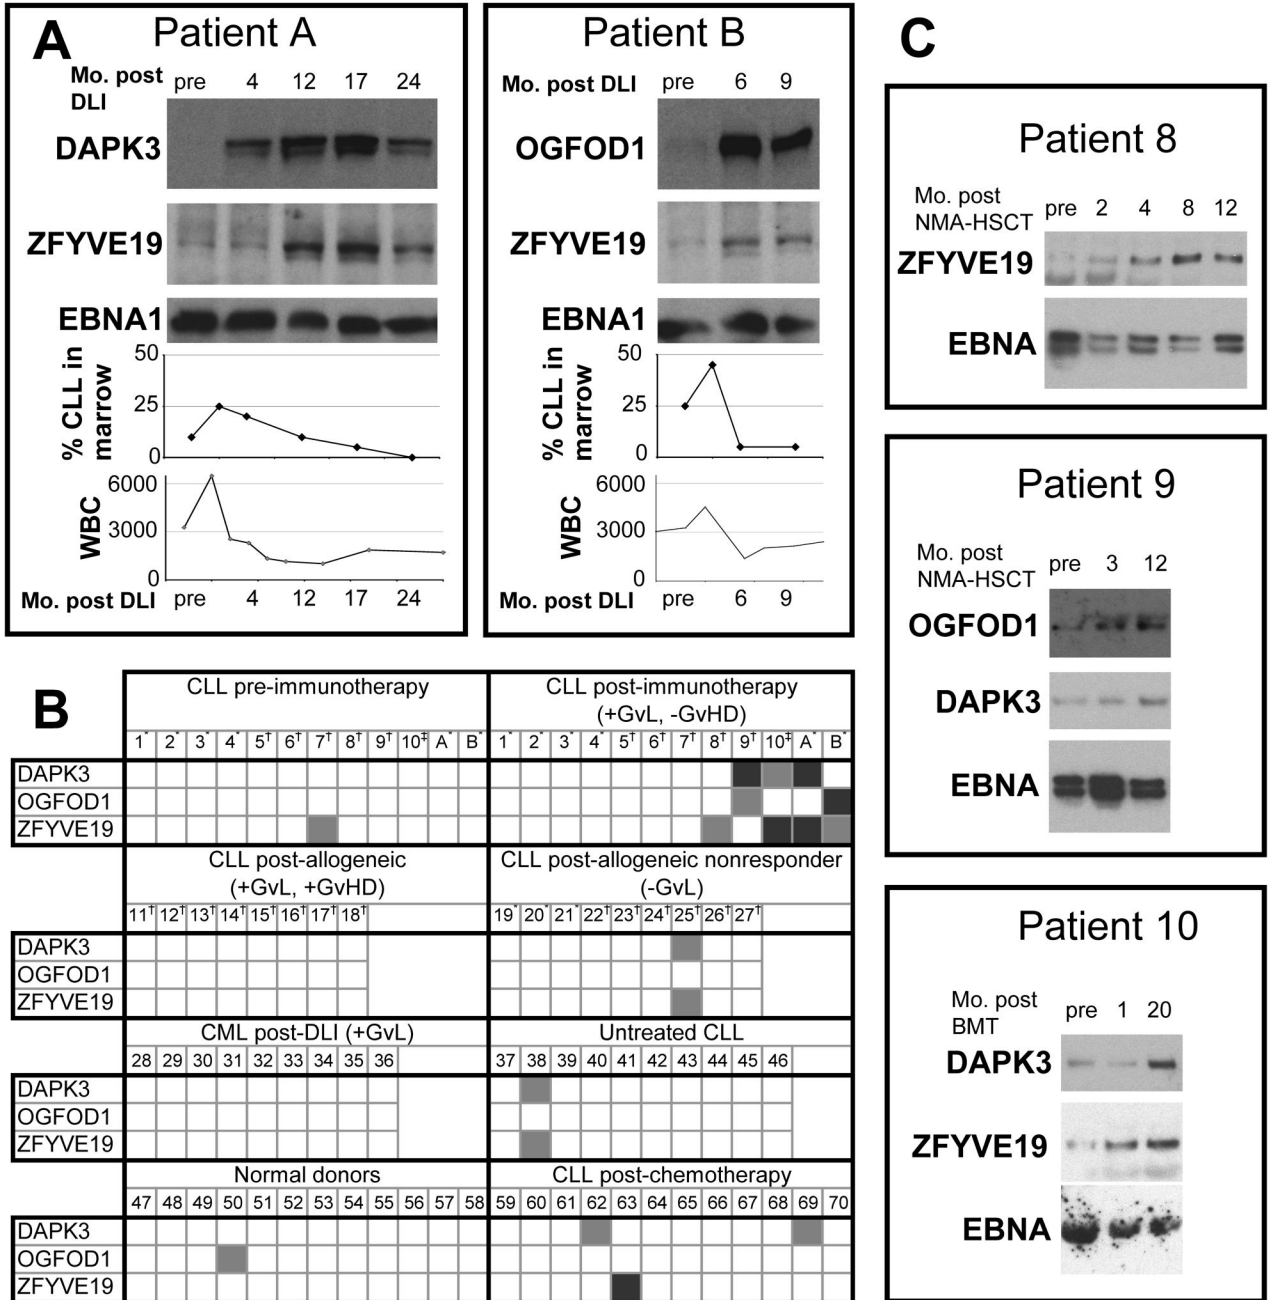 A
Patient A
Mo. post DLI pre 4 12 17 24
DAPK3
ZFYVE19
EBNA1
% CLL in marrow
50
25
0
WBC
6000
3000
0
Mo. post DLI pre 4 12 17 24
Patient B
Mo. post DLI pre 6 9
OGFOD1
ZFYVE19
EBNA1
% CLL in marrow
50
25
0
WBC
6000
3000
0
Mo. post DLI pre 6 9
B
CLL pre-immunotherapy
1* 2* 3* 4* 5† 6† 7† 8† 9† 10‡ A* B*
CLL post-immunotherapy
(+GvL, -GvHD)
1* 2* 3* 4* 5† 6† 7† 8† 9† 10‡ A* B*
DAPK3
OGFOD1
ZFYVE19
CLL post-allogeneic
(+GvL, +GvHD)
11† 12† 13† 14† 15† 16† 17† 18†
CLL post-allogeneic nonresponder
(-GvL)
19* 20* 21* 22† 23† 24† 25† 26† 27†
DAPK3
OGFOD1
ZFYVE19
CML post-DLI (+GvL)
28 29 30 31 32 33 34 35 36
Untreated CLL
37 38 39 40 41 42 43 44 45 46
DAPK3
OGFOD1
ZFYVE19
Normal donors
47 48 49 50 51 52 53 54 55 56 57 58
CLL post-chemotherapy
59 60 61 62 63 64 65 66 67 68 69 70
DAPK3
OGFOD1
ZFYVE19
C
Patient 8
Mo. post
NMA-HSCT pre 2 4 8 12
ZFYVE19
EBNA
Patient 9
Mo. post
NMA-HSCT pre 3 12
OGFOD1
DAPK3
EBNA
Patient 10
Mo. post
BMT pre 1 20
DAPK3
ZFYVE19
EBNA